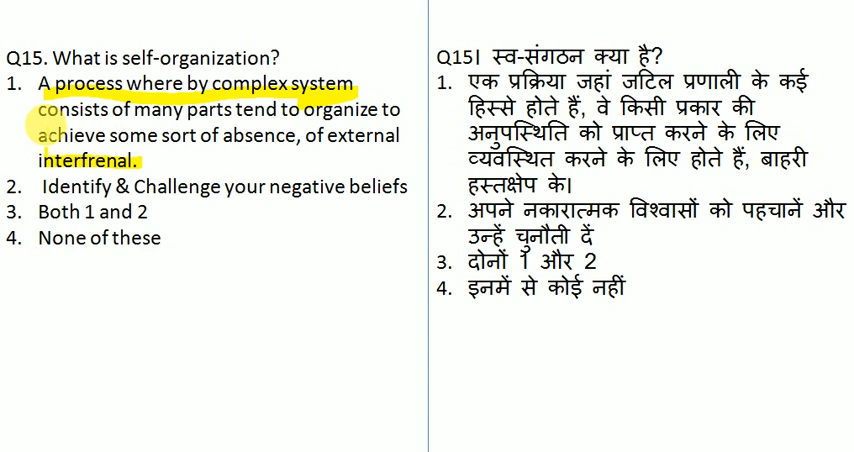 Q15. What is self-organization?
1. A process where by complex system
consists of many parts tend to organize to
achieve some sort of absence, of external
interfrenal.
2. Identify & Challenge your negative beliefs
3. Both 1 and 2
4. None of these
Q15। स्व-संगठन क्या है?
1. एक प्रक्रिया जहां जटिल प्रणाली के कई
हिस्से होते हैं, वे किसी प्रकार की
अनुपस्थिति को प्राप्त करने के लिए
व्यवस्थित करने के लिए होते हैं, बाहरी
हस्तक्षेप के।
2. अपने नकारात्मक विश्वासों को पहचानें और
उन्हें चुनौती दें
3. दोनों 1 और 2
4. इनमें से कोई नहीं